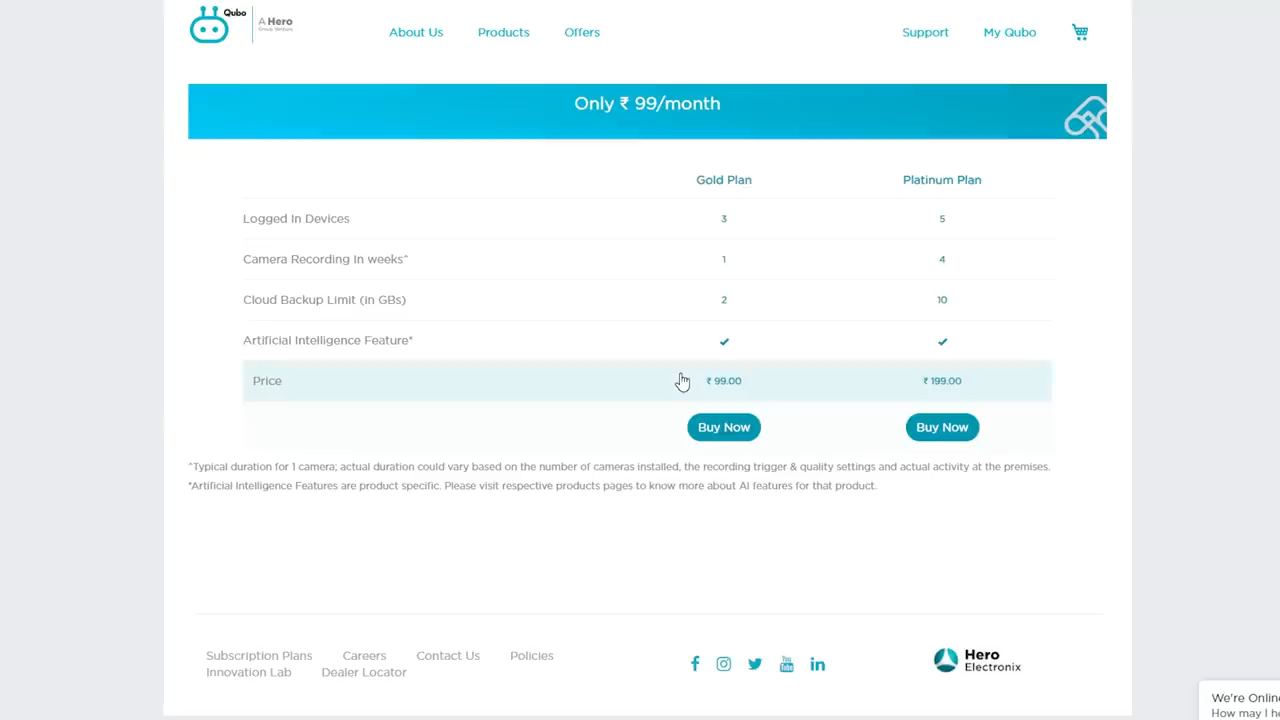 Qubo
A Hero
Group Venture
About Us Products Offers Support My Qubo
Only ₹ 99/month
Gold Plan Platinum Plan
Logged In Devices 3 5
Camera Recording In weeks^ 1 4
Cloud Backup Limit (in GBs) 2 10
Artificial Intelligence Feature* ✔ ✔
Price ₹ 99.00 ₹ 199.00
Buy Now Buy Now
^Typical duration for 1 camera; actual duration could vary based on the number of cameras installed, the recording trigger & quality settings and actual activity at the premises.
*Artificial Intelligence Features are product specific. Please visit respective products pages to know more about AI features for that product.
Subscription Plans Careers Contact Us Policies
Innovation Lab Dealer Locator
You Tube
Hero
Electronix
We're Onlin
How may I he